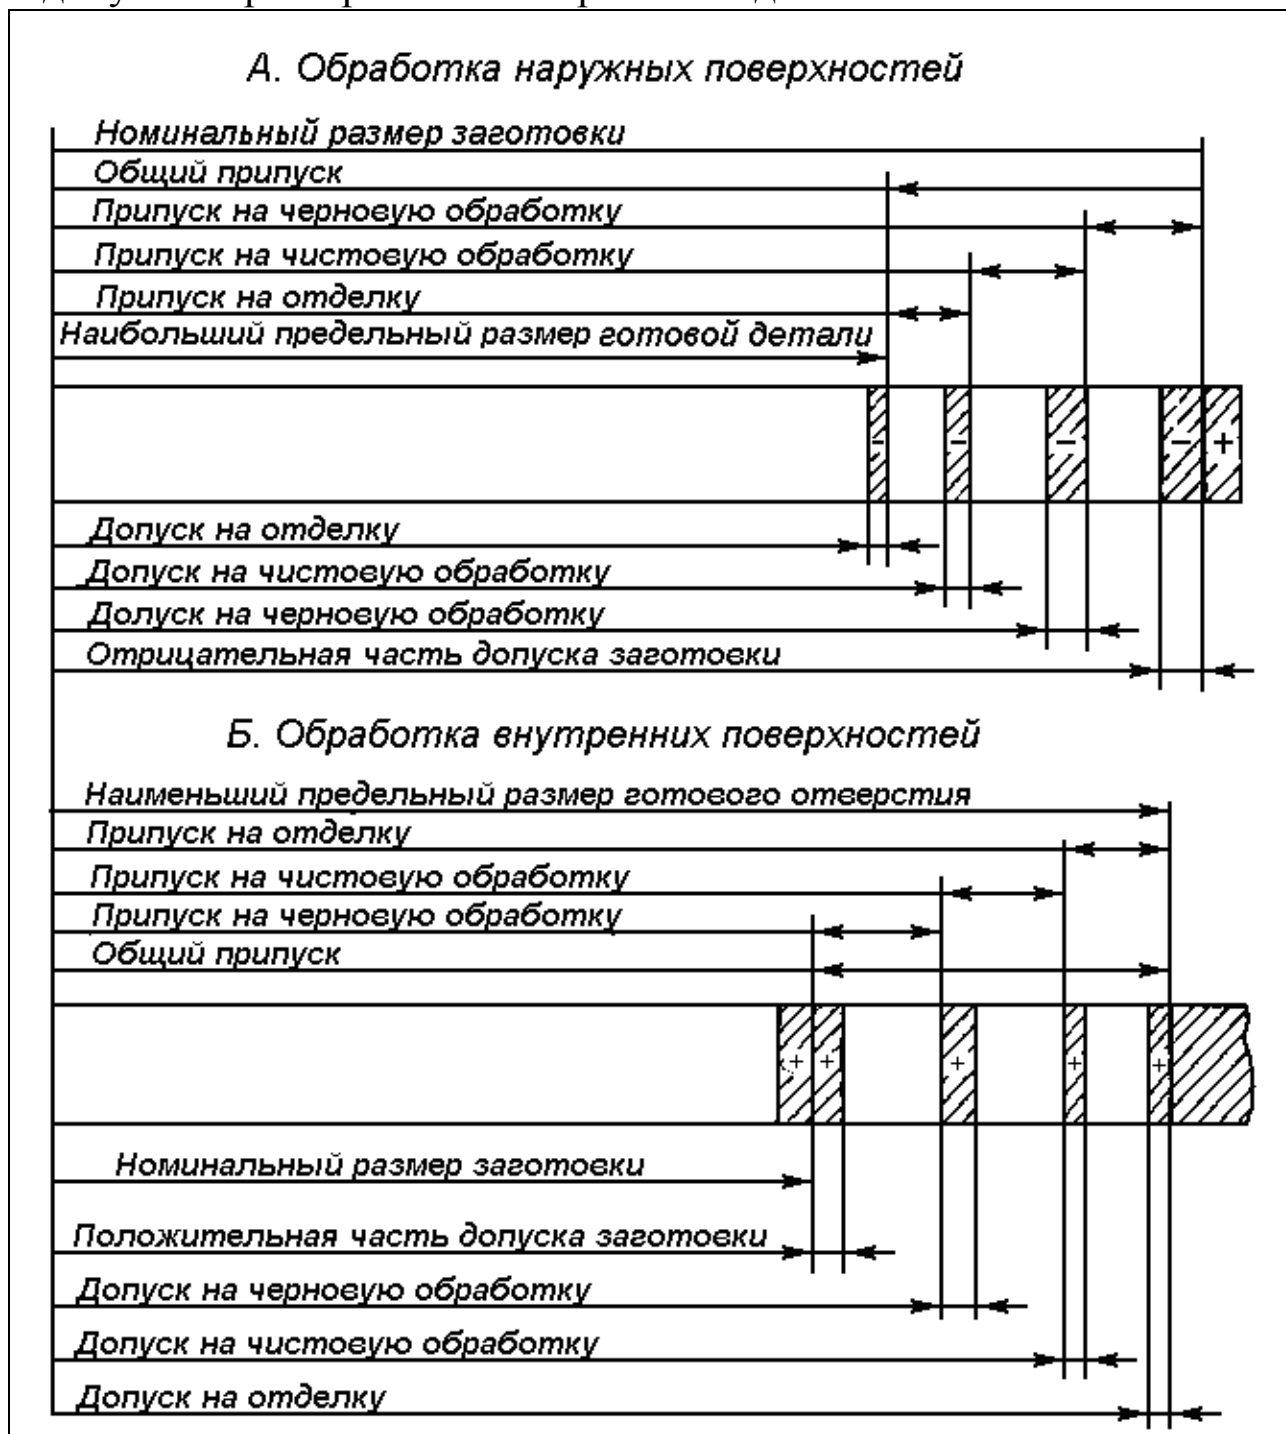 А. Обработка наружных поверхностей
Номинальный размер заготовки
Общий припуск
Припуск на черновую обработку
Припуск на чистовую обработку
Припуск на отделку
Наибольший предельный размер готовой детали
- - - - +
Допуск на отделку
Допуск на чистовую обработку
Долуск на черновую обработку
Отрицательная часть допуска заготовки
Б. Обработка внутренних поверхностей
Наименьший предельный размер готового отверстия
Припуск на отделку
Припуск на чистовую обработку
Припуск на черновую обработку
Общий припуск
+ + + + +
Номинальный размер заготовки
Положительная часть допуска заготовки
Допуск на черновую обработку
Допуск на чистовую обработку
Допуск на отделку